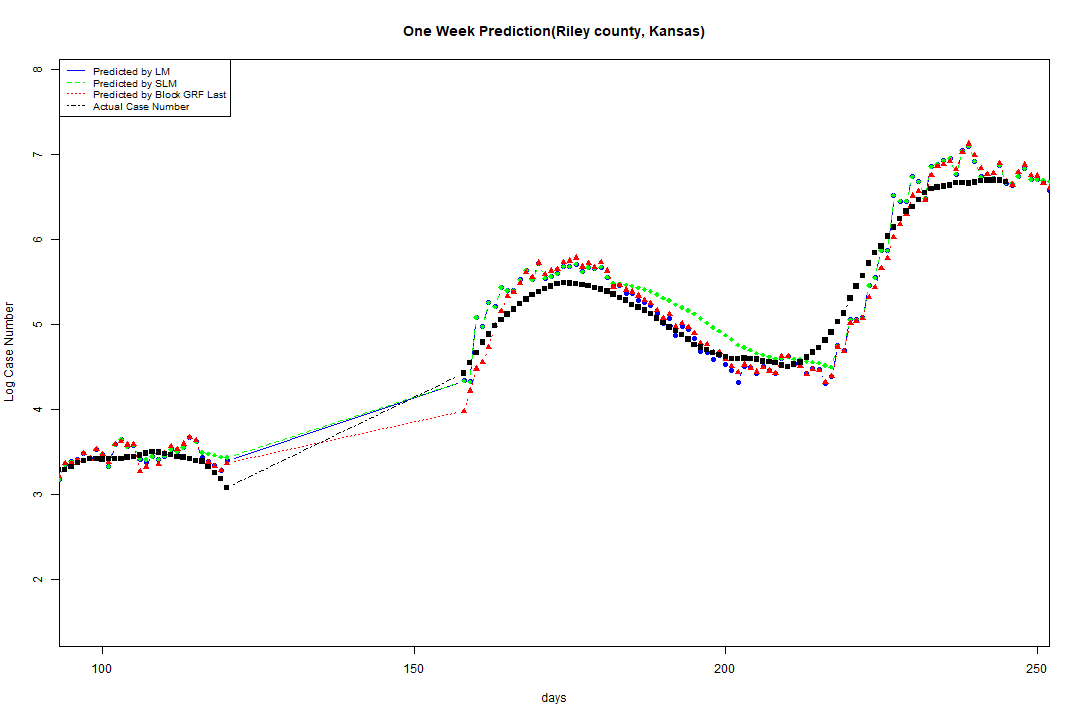 One Week Prediction(Riley county, Kansas)
Predicted by LM
Predicted by SLM
Predicted by Block GRF Last
Actual Case Number
8
7
6
5
4
3
2
Log Case Number
100 150 200 250
days